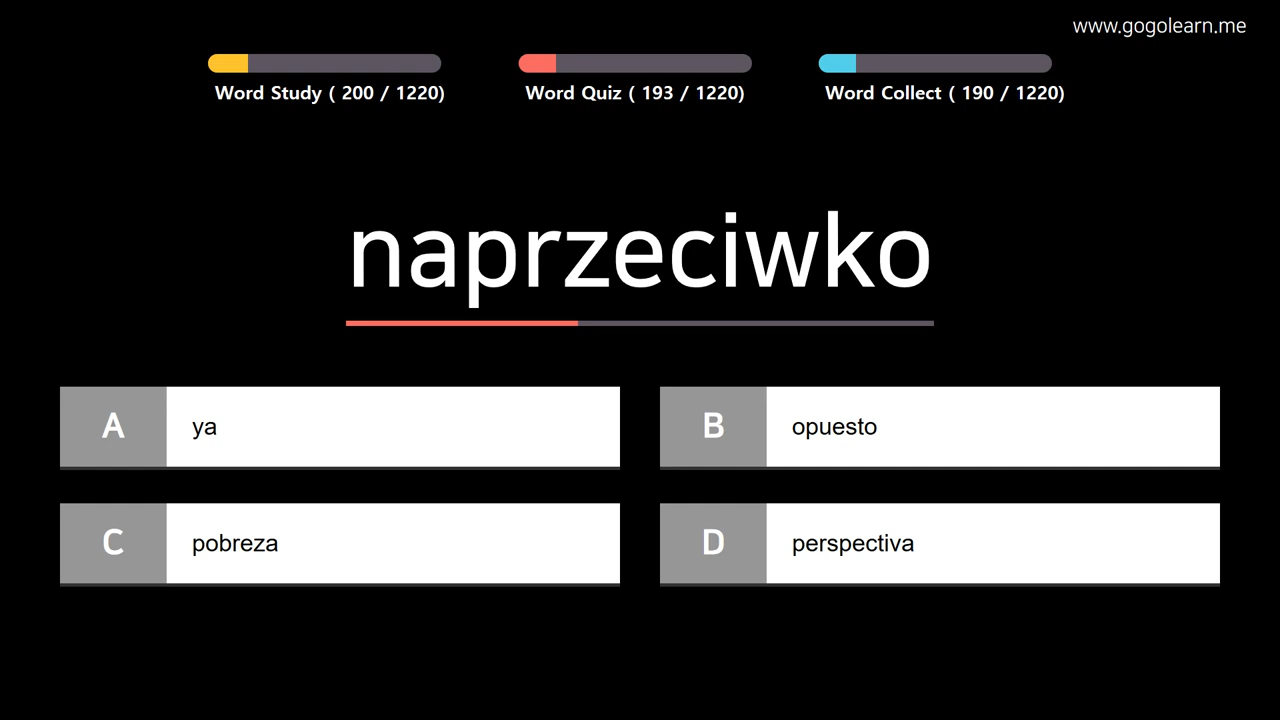 www.gogolearn.me
Word Study ( 200 / 1220)
Word Quiz ( 193 / 1220)
Word Collect ( 190 / 1220)
naprzeciwko
A ya
B opuesto
C pobreza
D perspectiva